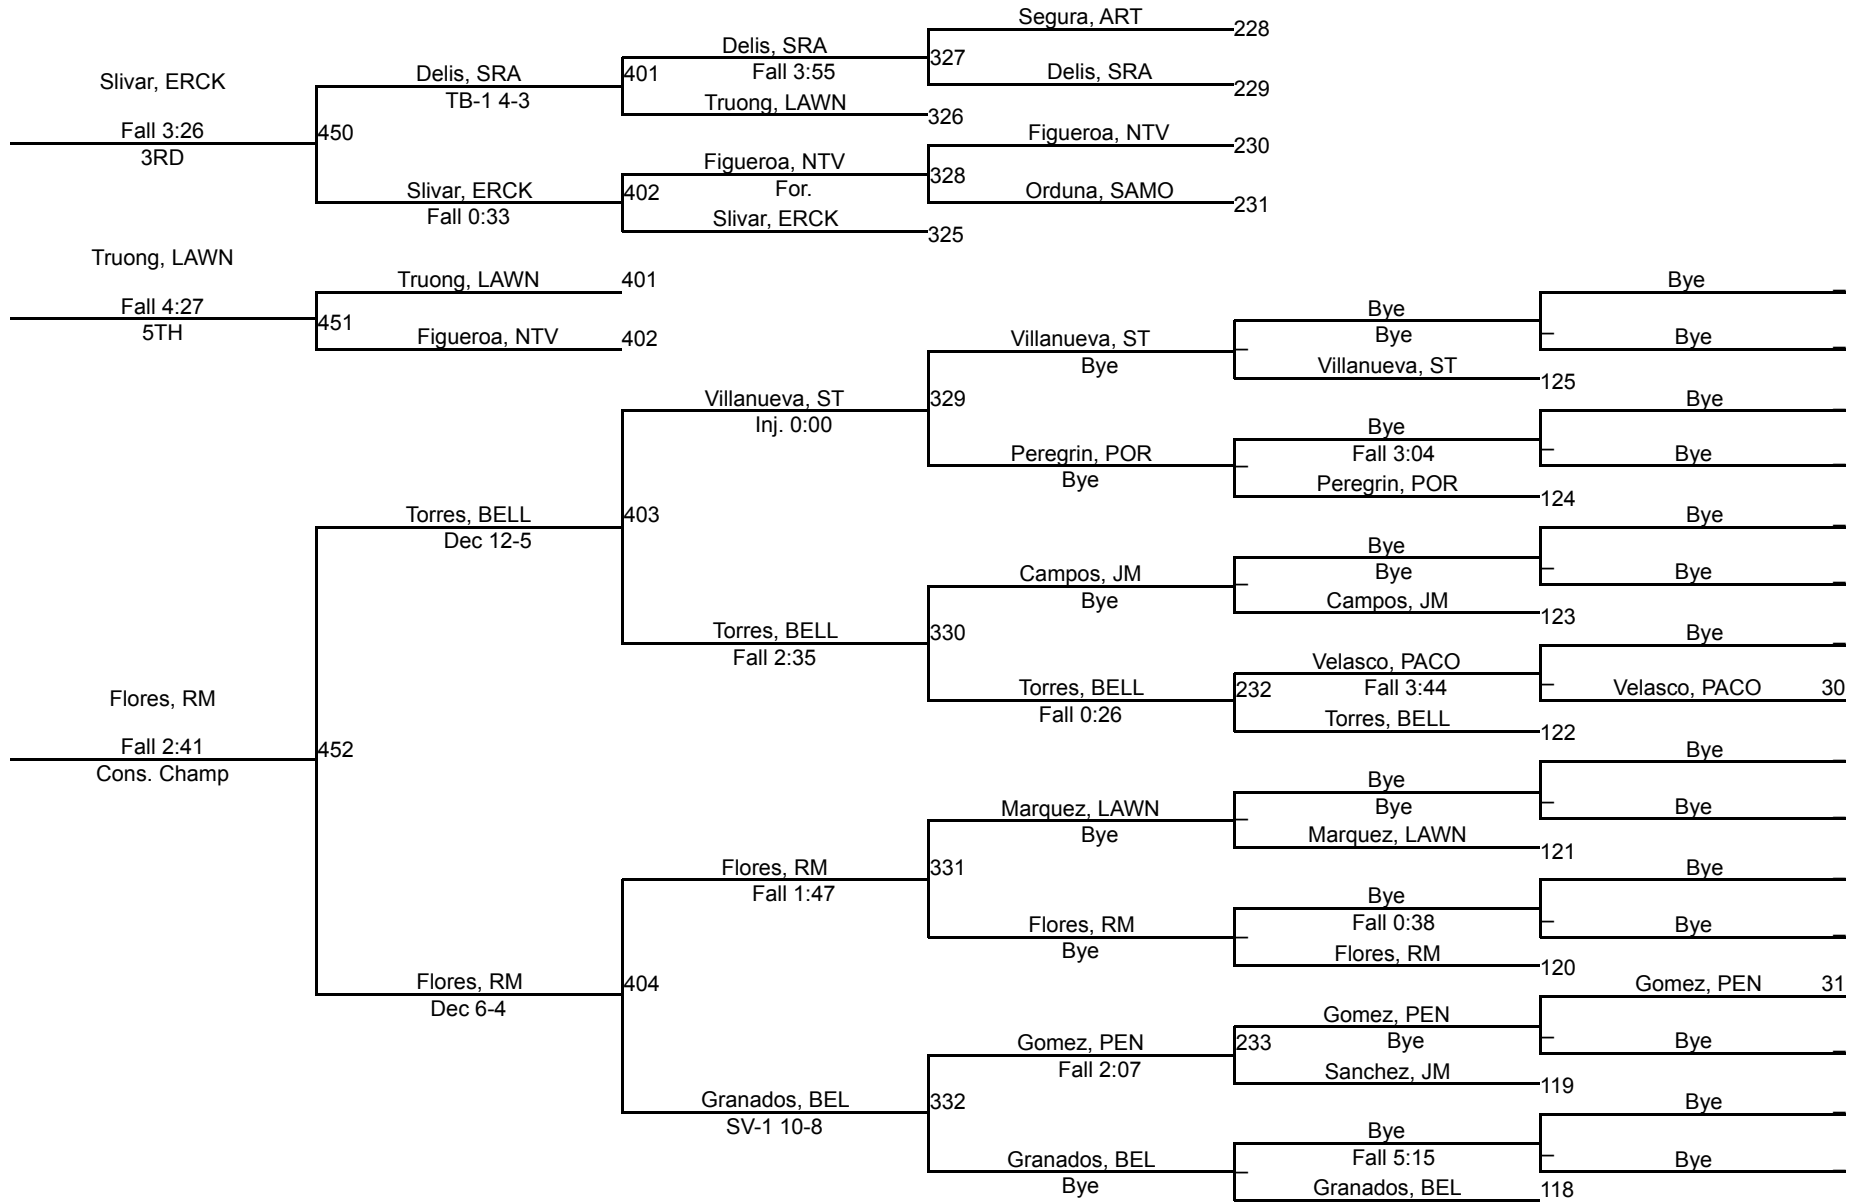 Segura, ART
228
Delis, SRA
327
Slivar, ERCK
Delis, SRA
401
Fall 3:55
Delis, SRA
229
TB-1 4-3
Truong, LAWN
326
Fall 3:26
450
Figueroa, NTV
230
3RD
Figueroa, NTV
328
Slivar, ERCK
402
For.
Orduna, SAMO
231
Fall 0:33
Slivar, ERCK
325
Truong, LAWN
Truong, LAWN
401
Bye
Fall 4:27
451
Bye
5TH
Figueroa, NTV
402
Villanueva, ST
Bye
Bye
Bye
Villanueva, ST
125
Villanueva, ST
329
Bye
Inj. 0:00
Bye
Peregrin, POR
Fall 3:04
Bye
Bye
Peregrin, POR
124
Torres, BELL
403
Bye
Dec 12-5
Bye
Campos, JM
Bye
Bye
Bye
Campos, JM
123
Torres, BELL
330
Bye
Fall 2:35
Velasco, PACO
Torres, BELL
232
Fall 3:44
Velasco, PACO
30
Flores, RM
Fall 0:26
Torres, BELL
122
Fall 2:41
452
Bye
Cons. Champ
Bye
Marquez, LAWN
Bye
Bye
Bye
Marquez, LAWN
121
Flores, RM
331
Bye
Fall 1:47
Bye
Flores, RM
Fall 0:38
Bye
Bye
Flores, RM
120
Flores, RM
404
Gomez, PEN
31
Dec 6-4
Gomez, PEN
Gomez, PEN
233
Bye
Bye
Fall 2:07
Sanchez, JM
119
Granados, BEL
332
Bye
SV-1 10-8
Bye
Granados, BEL
Fall 5:15
Bye
Bye
Granados, BEL
118